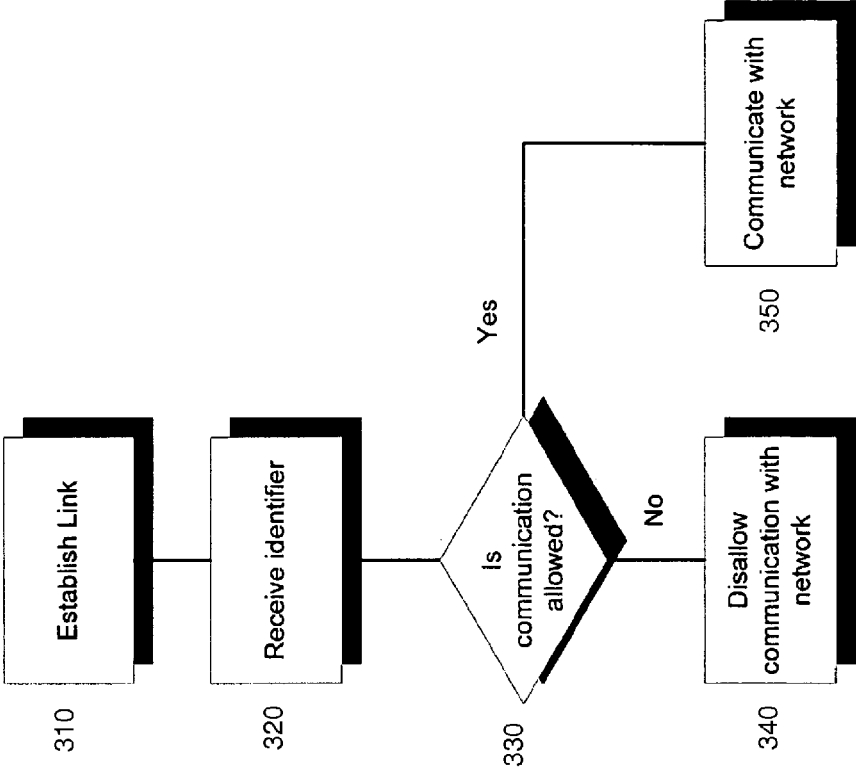 310
Establish Link
320
Receive identifier
330
Is
communication
allowed?
Yes
No
340
Disallow
communication with
network
350
Communicate with
network